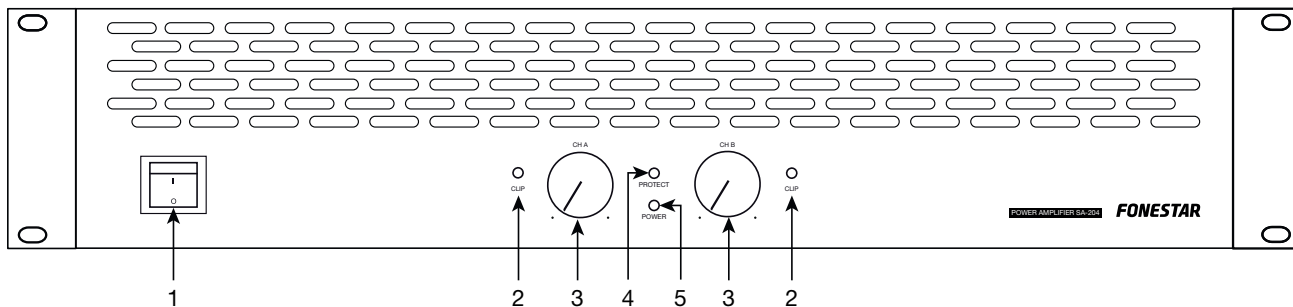 CH A
CH B
CLIP
PROTECT
CLIP
POWER
POWER AMPLIFIER SA-204 FONESTAR
I
O
1 2 3 4 5 3 2